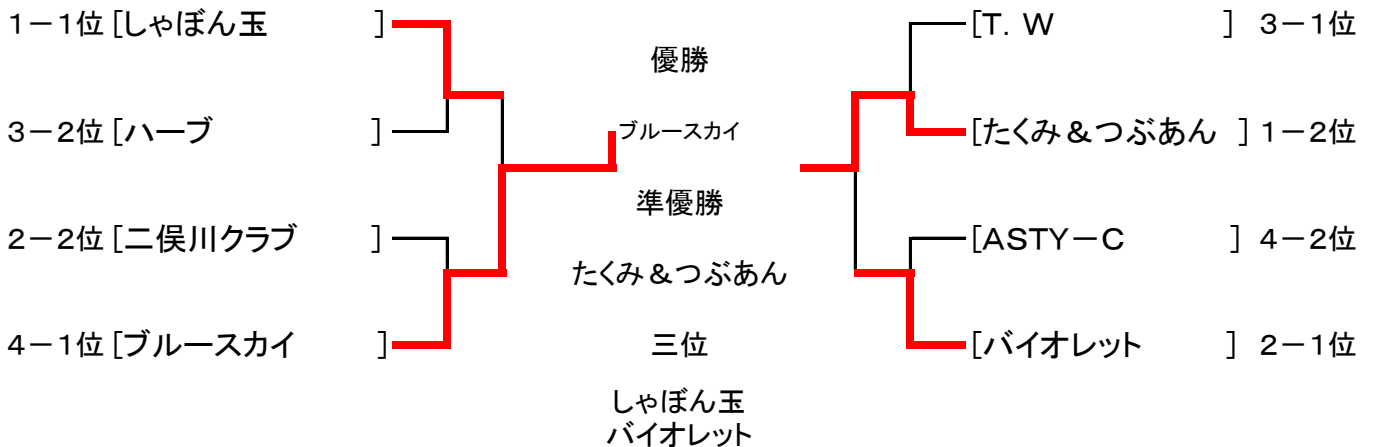 1－1位 [しゃぼん玉 ]
3－2位 [ハーブ ]
2－2位 [二俣川クラブ ]
4－1位 [ブルースカイ ]
優勝
ブルースカイ
準優勝
たくみ＆つぶあん
三位
しゃぼん玉
バイオレット
[T．W ] 3－1位
[たくみ＆つぶあん ] 1－2位
[ASTY－C ] 4－2位
[バイオレット ] 2－1位